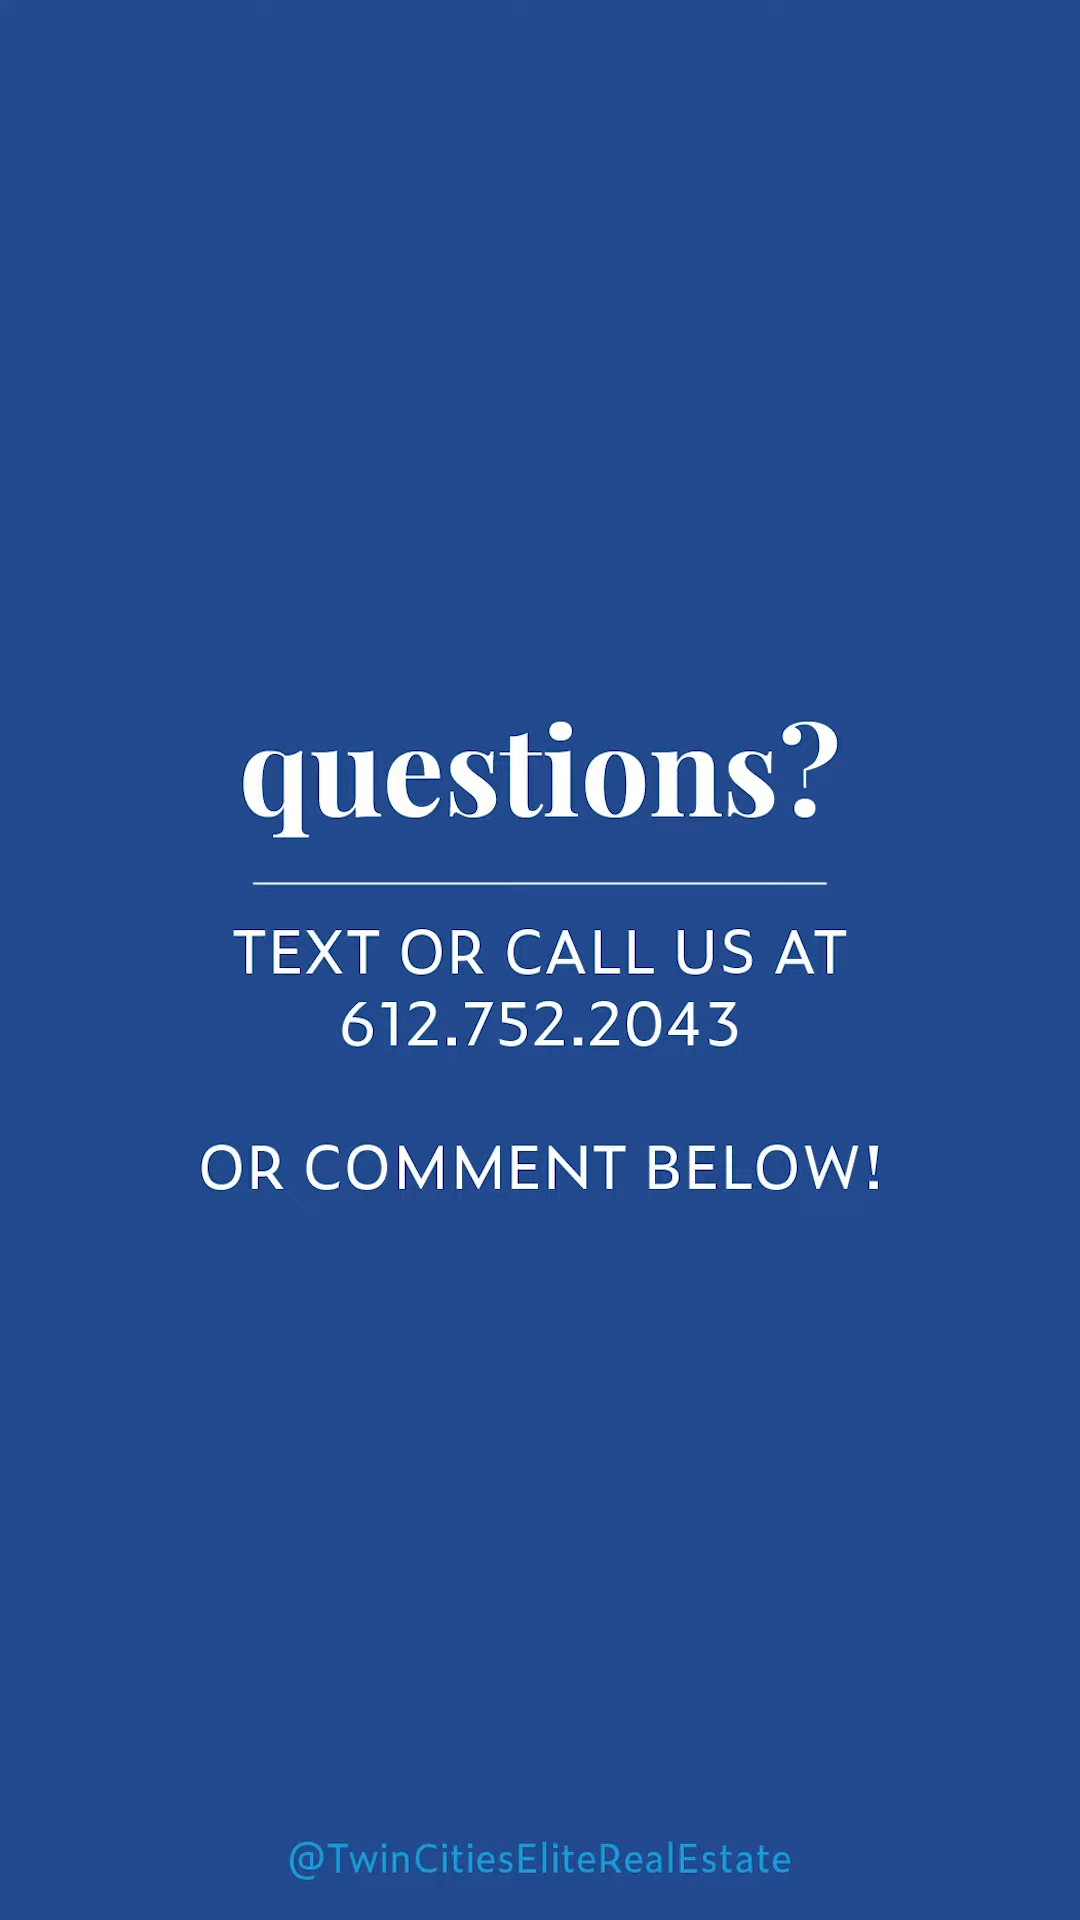 questions?
TEXT OR CALL US AT
612.752.2043
OR COMMENT BELOW!
@TwinCitiesEliteRealEstate